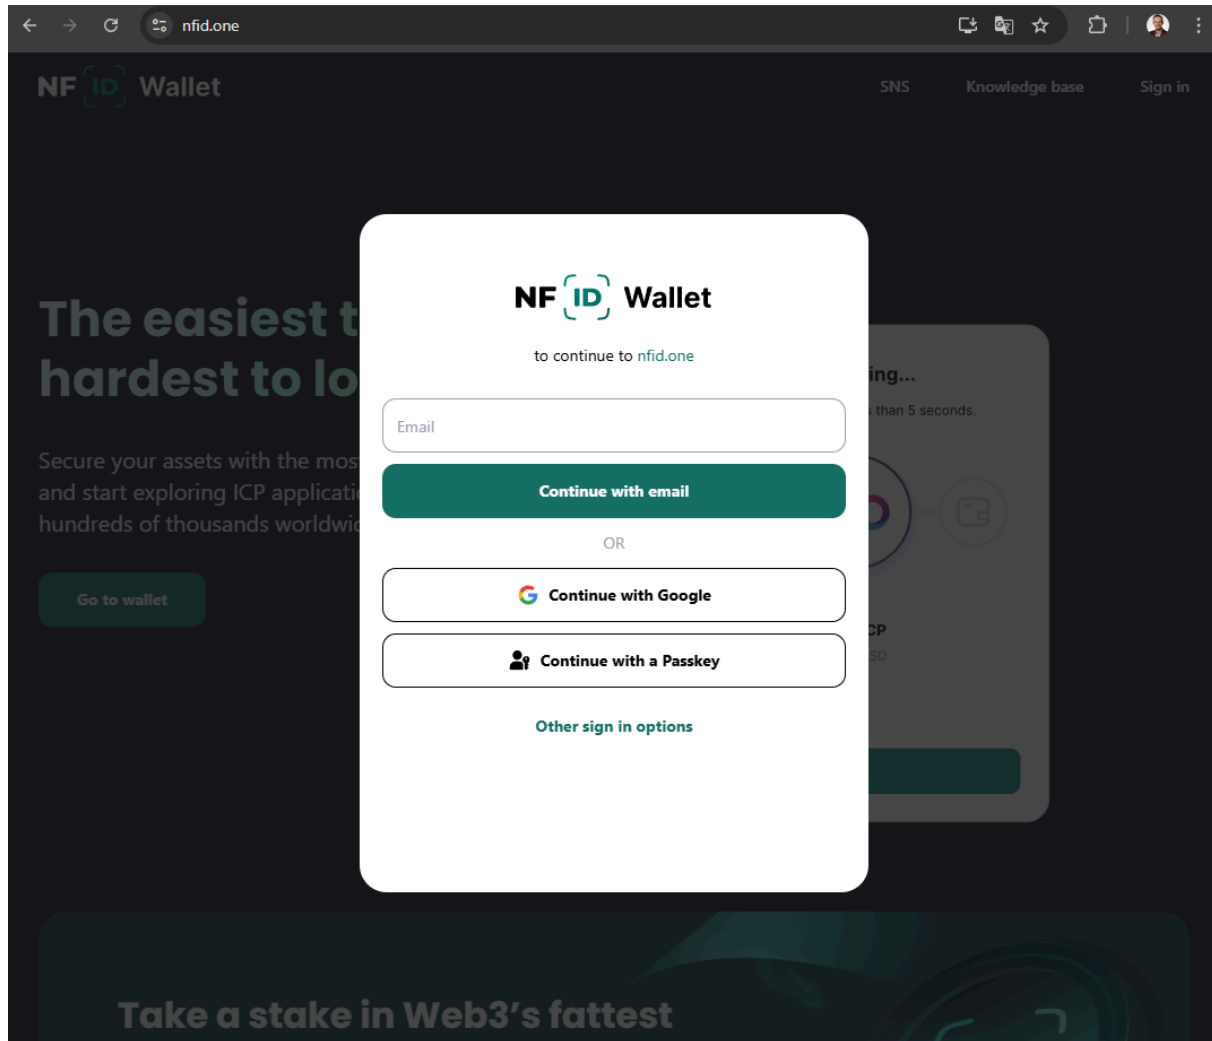 nfid.one
NF ID Wallet
SNS
Knowledge base
Sign in
The easiest t
hardest to lo
Secure your assets with the mos
and start exploring ICP applicati
hundreds of thousands worldwi
Go to wallet
NF ID Wallet
to continue to nfid.one
Email
Continue with email
OR
Continue with Google
Continue with a Passkey
Other sign in options
ing...
than 5 seconds.
CP
SD
Take a stake in Web3’s fattest